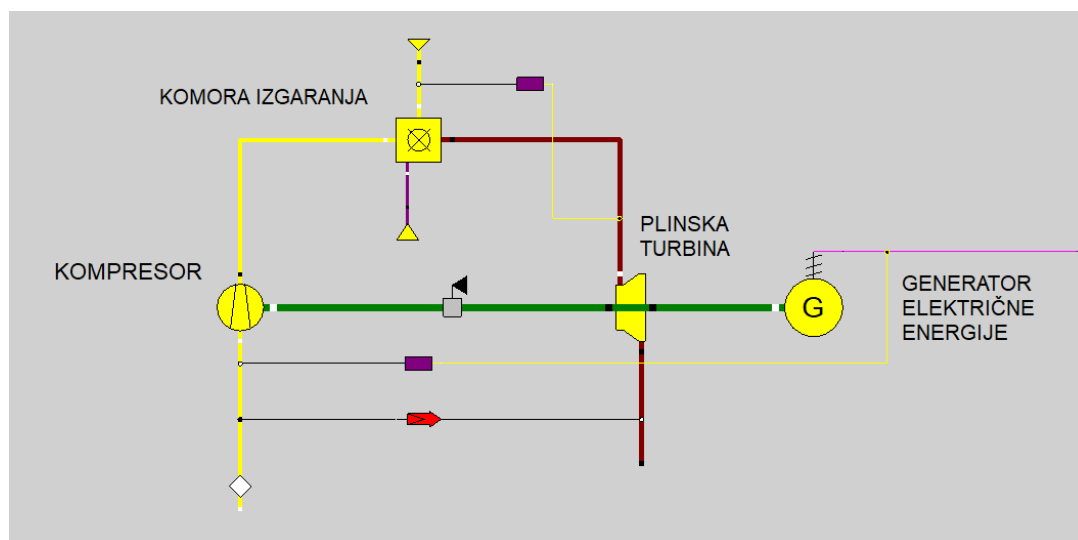 KOMORA IZGARANJA
PLINSKA
TURBINA
KOMPRESOR
GENERATOR
ELEKTRIČNE
ENERGIJE
G